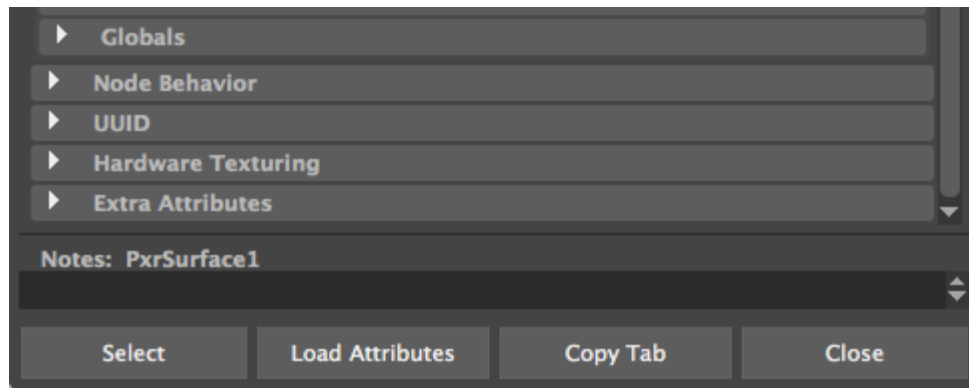 Globals
Node Behavior
UUID
Hardware Texturing
Extra Attributes
Notes: PxrSurface1
Select Load Attributes Copy Tab Close